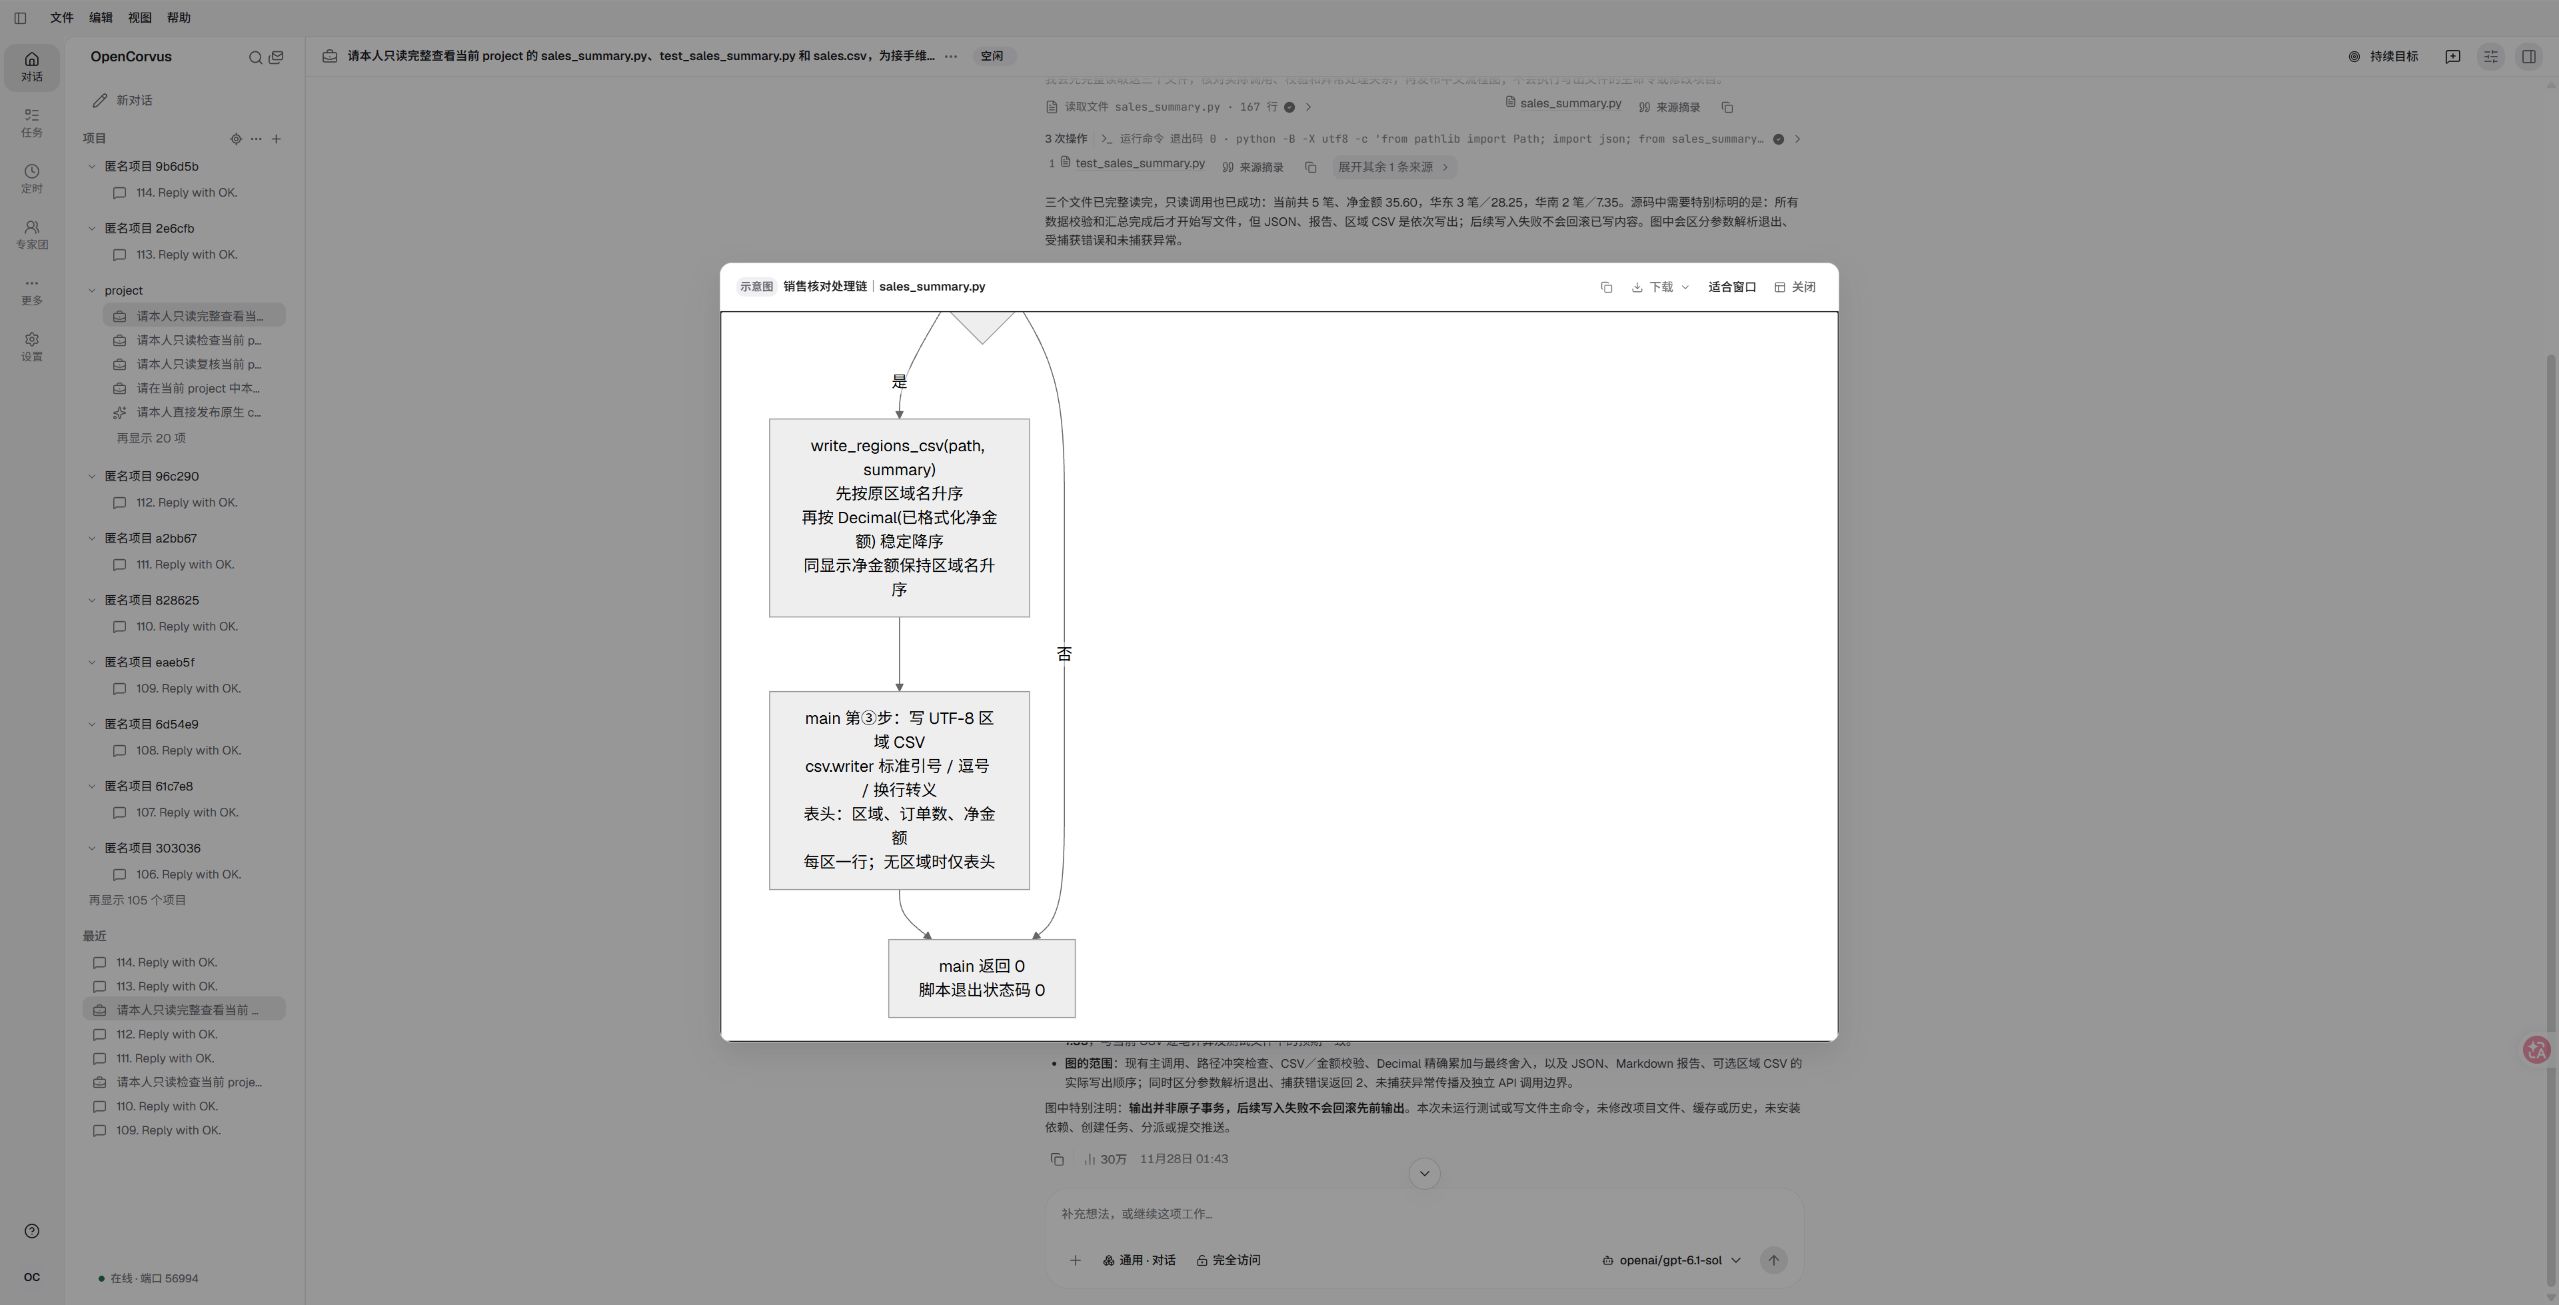 文件 编辑 视图 帮助
对话
任务
定时
专家团
更多
设置
OC
OpenCorvus
新对话
项目
匿名项目 9b6d5b
114. Reply with OK.
匿名项目 2e6cfb
113. Reply with OK.
project
请本人只读完整查看当...
请本人只读检查当前 p...
请本人只读复核当前 p...
请在当前 project 中本...
请本人直接发布原生 c...
再显示 20 项
匿名项目 96c290
112. Reply with OK.
匿名项目 a2bb67
111. Reply with OK.
匿名项目 828625
110. Reply with OK.
匿名项目 eaeb5f
109. Reply with OK.
匿名项目 6d54e9
108. Reply with OK.
匿名项目 61c7e8
107. Reply with OK.
匿名项目 303036
106. Reply with OK.
再显示 105 个项目
最近
114. Reply with OK.
113. Reply with OK.
请本人只读完整查看当前 ...
112. Reply with OK.
111. Reply with OK.
请本人只读检查当前 proje...
110. Reply with OK.
109. Reply with OK.
在线 · 端口 56994
请本人只读完整查看当前 project 的 sales_summary.py、test_sales_summary.py 和 sales.csv，为接手维... ··· 空闲
持续目标
读取文件 sales_summary.py · 167 行
sales_summary.py 来源摘录
3 次操作 运行命令 退出码 0 · python -B -X utf8 -c 'from pathlib import Path; import json; from sales_summary...
1 test_sales_summary.py 来源摘录 展开其余 1 条来源
三个文件已完整读完，只读调用也已成功：当前共 5 笔、净金额 35.60，华东 3 笔／28.25，华南 2 笔／7.35。源码中需要特别标明的是：所有
数据校验和汇总完成后才开始写文件，但 JSON、报告、区域 CSV 是依次写出；后续写入失败不会回滚已写内容。图中会区分参数解析退出、
受捕获错误和未捕获异常。
示意图 销售核对处理链｜sales_summary.py
下载 适合窗口 关闭
是
write_regions_csv(path,
summary)
先按原区域名升序
再按 Decimal(已格式化净金
额) 稳定降序
同显示净金额保持区域名升
序
否
main 第③步：写 UTF-8 区
域 CSV
csv.writer 标准引号 / 逗号
/ 换行转义
表头：区域、订单数、净金
额
每区一行；无区域时仅表头
main 返回 0
脚本退出状态码 0
• 图的范围：现有主调用、路径冲突检查、CSV／金额校验、Decimal 精确累加与最终舍入，以及 JSON、Markdown 报告、可选区域 CSV 的
实际写出顺序；同时区分参数解析退出、捕获错误返回 2、未捕获异常传播及独立 API 调用边界。
图中特别注明：输出并非原子事务，后续写入失败不会回滚先前输出。本次未运行测试或写文件主命令，未修改项目文件、缓存或历史，未安装
依赖、创建任务、分派或提交推送。
30万 11月28日 01:43
补充想法，或继续这项工作...
通用 · 对话 完全访问
openai/gpt-6.1-sol